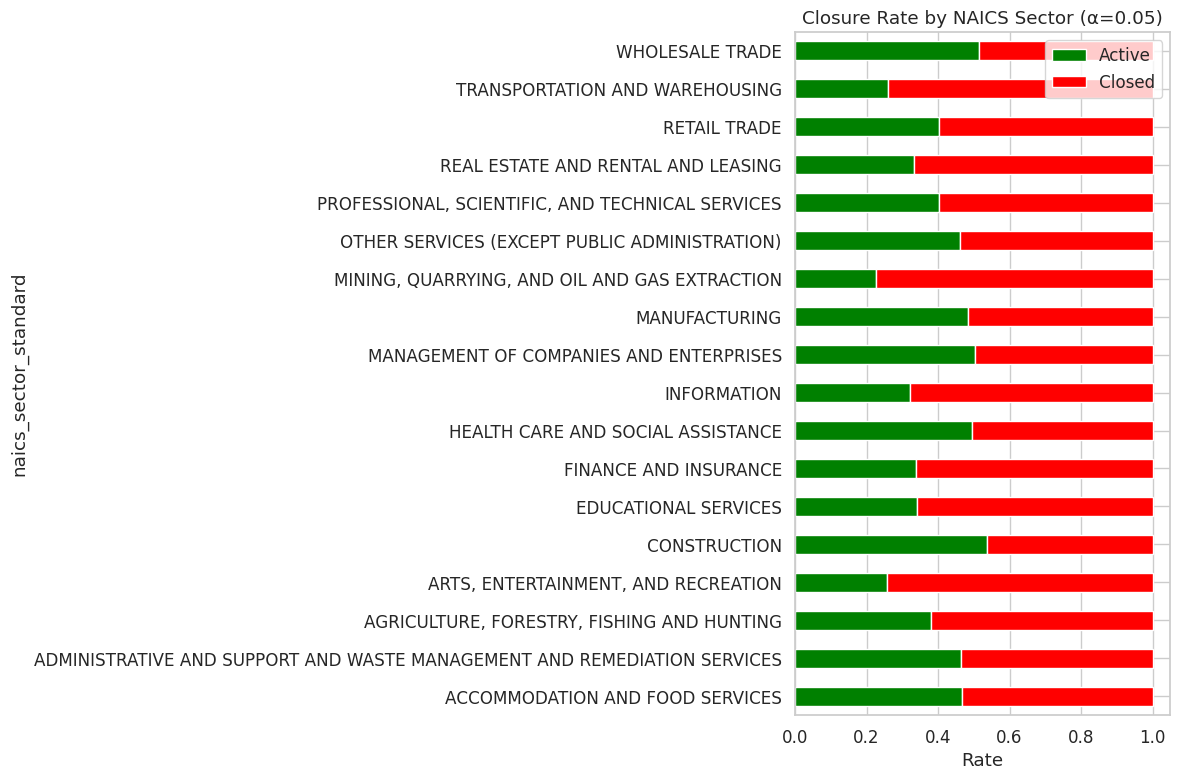 Closure Rate by NAICS Sector (α=0.05)
Active
Closed
WHOLESALE TRADE
TRANSPORTATION AND WAREHOUSING
RETAIL TRADE
REAL ESTATE AND RENTAL AND LEASING
PROFESSIONAL, SCIENTIFIC, AND TECHNICAL SERVICES
OTHER SERVICES (EXCEPT PUBLIC ADMINISTRATION)
MINING, QUARRYING, AND OIL AND GAS EXTRACTION
MANUFACTURING
MANAGEMENT OF COMPANIES AND ENTERPRISES
INFORMATION
HEALTH CARE AND SOCIAL ASSISTANCE
FINANCE AND INSURANCE
EDUCATIONAL SERVICES
CONSTRUCTION
ARTS, ENTERTAINMENT, AND RECREATION
AGRICULTURE, FORESTRY, FISHING AND HUNTING
ADMINISTRATIVE AND SUPPORT AND WASTE MANAGEMENT AND REMEDIATION SERVICES
ACCOMMODATION AND FOOD SERVICES
naics_sector_standard
0.0 0.2 0.4 0.6 0.8 1.0
Rate